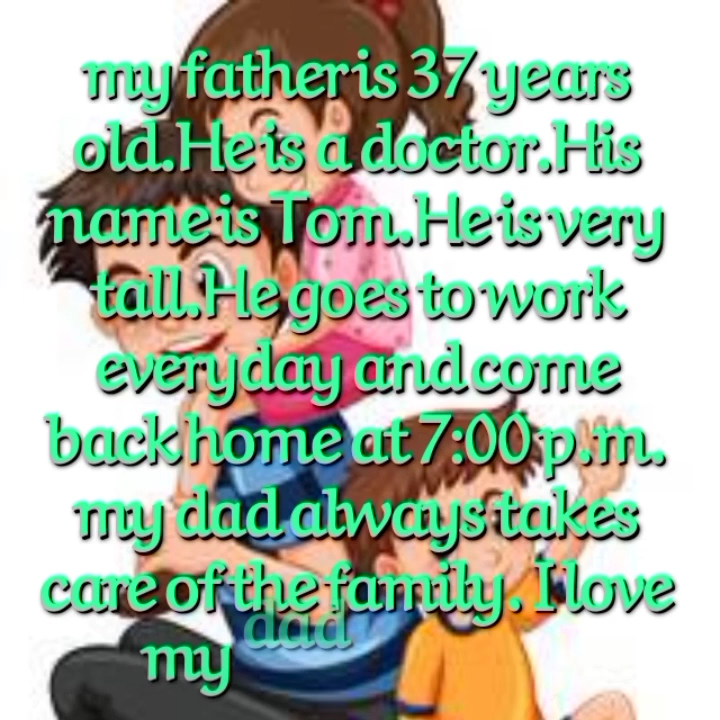 my father is 37 years
old.He is a doctor.His
name is Tom.He is very
tall.He goes to work
everyday and come
back home at 7:00 p.m.
my dad always takes
care of the family. I love
my dad